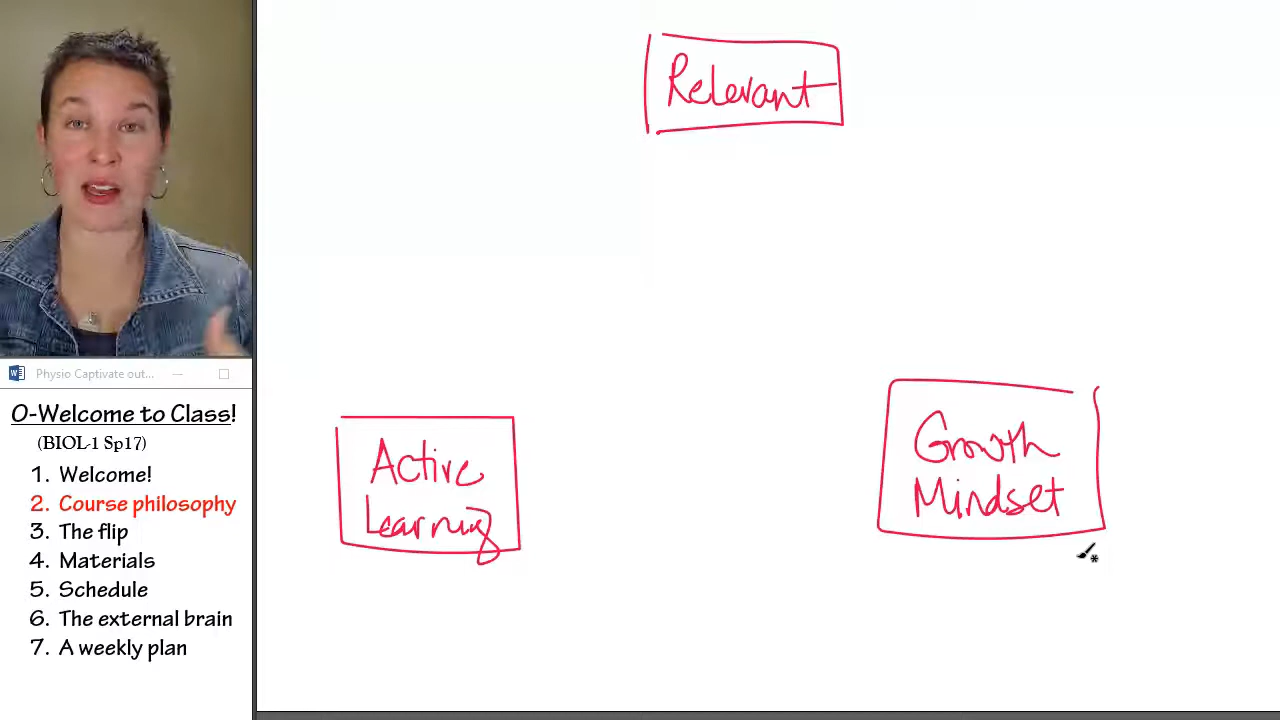 Relevant
Physio Captivate out...
O-Welcome to Class!
(BIOL-1 Sp17)
1. Welcome!
2. Course philosophy
3. The flip
4. Materials
5. Schedule
6. The external brain
7. A weekly plan
Active
Learning
Growth
Mindset